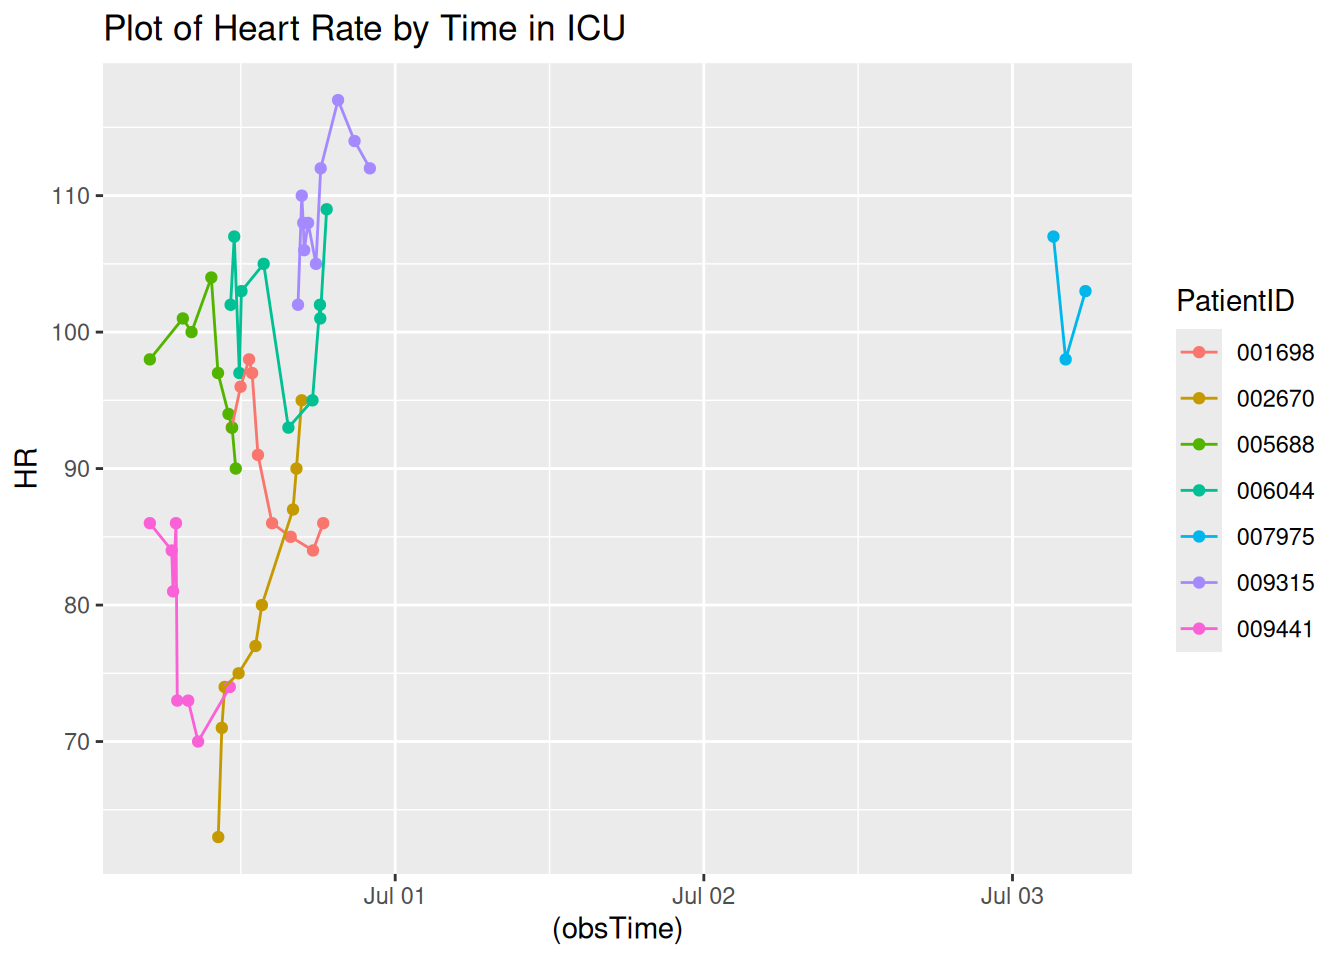 Plot of Heart Rate by Time in ICU
HR
110
100
90
80
70
Jul 01
Jul 02
Jul 03
(obsTime)
PatientID
001698
002670
005688
006044
007975
009315
009441